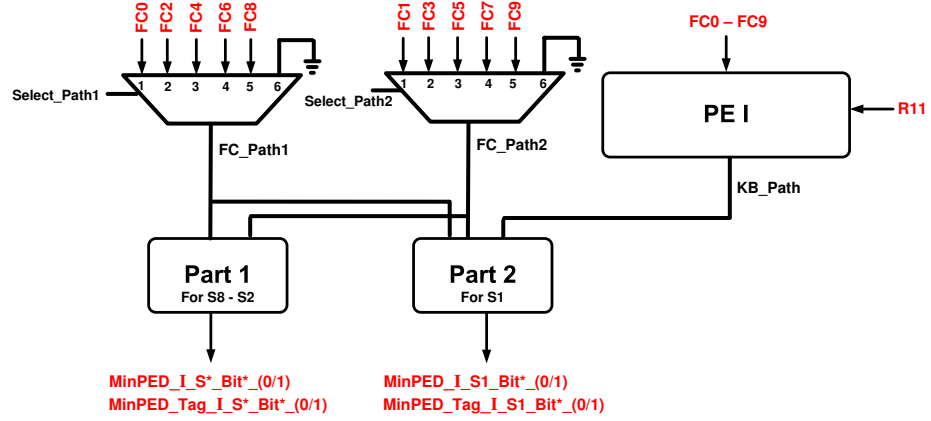 FC0
FC2
FC4
FC6
FC8
FC1
FC3
FC5
FC7
FC9
FC0 – FC9
1 2 3 4 5 6
Select_Path1
1 2 3 4 5 6
Select_Path2
PE I
R11
FC_Path1
FC_Path2
KB_Path
Part 1
For S8 - S2
Part 2
For S1
MinPED_I_S*_Bit*_(0/1)
MinPED_Tag_I_S*_Bit*_(0/1)
MinPED_I_S1_Bit*_(0/1)
MinPED_Tag_I_S1_Bit*_(0/1)